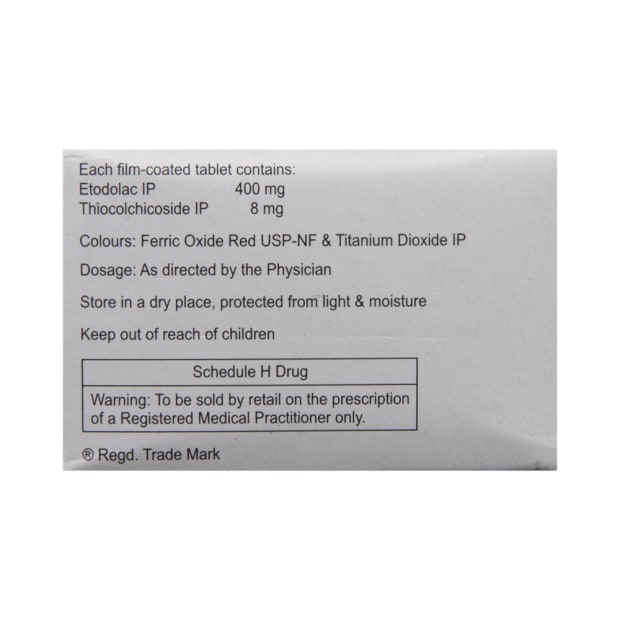 Each film-coated tablet contains:
Etodolac IP 400 mg
Thiocolchicoside IP 8 mg
Colours: Ferric Oxide Red USP-NF & Titanium Dioxide IP
Dosage: As directed by the Physician
Store in a dry place, protected from light & moisture
Keep out of reach of children
Schedule H Drug
Warning: To be sold by retail on the prescription
of a Registered Medical Practitioner only.
® Regd. Trade Mark